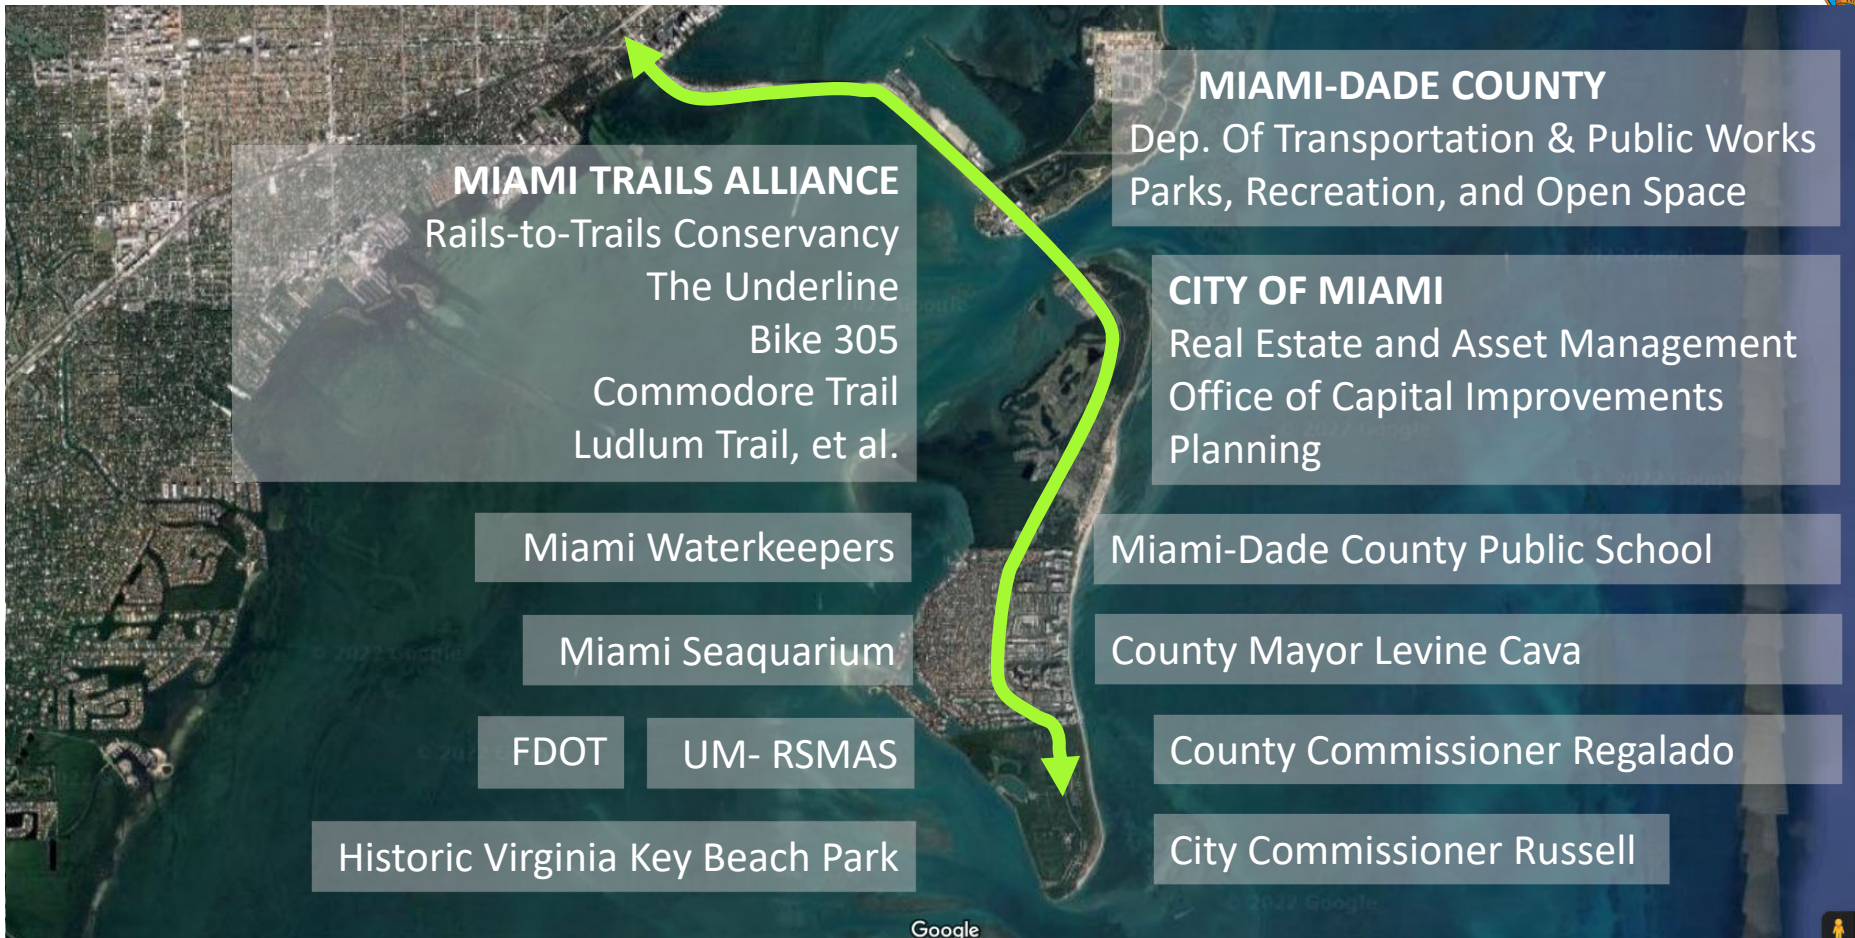 MIAMI TRAILS ALLIANCE
Rails-to-Trails Conservancy
The Underline
Bike 305
Commodore Trail
Ludlum Trail, et al.
Miami Waterkeepers
Miami Seaquarium
FDOT
UM- RSMAS
Historic Virginia Key Beach Park
MIAMI-DADE COUNTY
Dep. Of Transportation & Public Works
Parks, Recreation, and Open Space
CITY OF MIAMI
Real Estate and Asset Management
Office of Capital Improvements
Planning
Miami-Dade County Public School
County Mayor Levine Cava
County Commissioner Regalado
City Commissioner Russell
© 2022 Google
Google